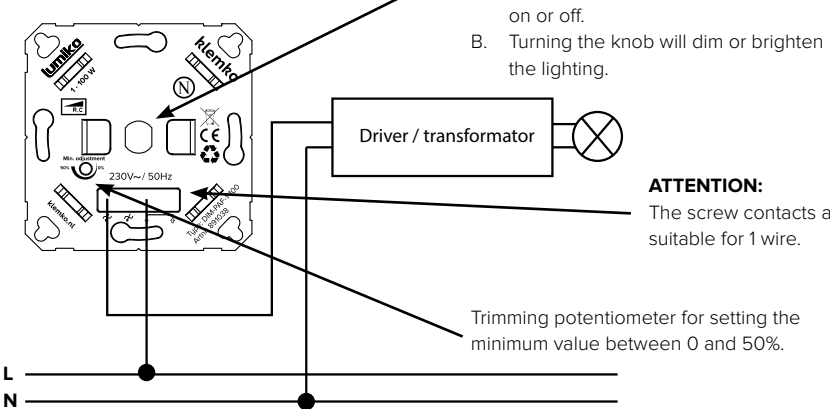 on or off.
B. Turning the knob will dim or brighten
the lighting.
lumiko
klemko
1 - 100 W
N
R,C
CE
Min. adjustment
50% 0%
230V~/ 50Hz
klemko.nl
Artnr: 891038
Driver / transformator
ATTENTION:
The screw contacts a
suitable for 1 wire.
Trimming potentiometer for setting the
minimum value between 0 and 50%.
L
N